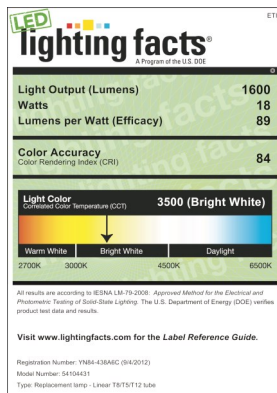 LED
ETL
lighting facts®
A Program of the U.S. DOE
Light Output (Lumens) 1600
Watts 18
Lumens per Watt (Efficacy) 89
Color Accuracy 84
Color Rendering Index (CRI)
Light Color 3500 (Bright White)
Correlated Color Temperature (CCT)
Warm White Bright White Daylight
2700K 3000K 4500K 6500K
All results are according to IESNA LM-79-2008: Approved Method for the Electrical and
Photometric Testing of Solid-State Lighting. The U.S. Department of Energy (DOE) verifies
product test data and results.
Visit www.lightingfacts.com for the Label Reference Guide.
Registration Number: YN84-438A6C (9/4/2012)
Model Number: 54104431
Type: Replacement lamp - Linear T8/T5/T12 tube